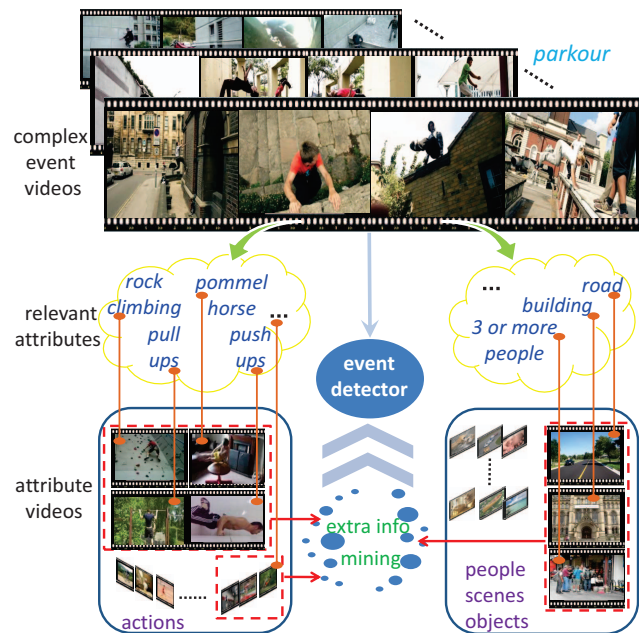 parkour
complex
event
videos
rock
climbing
pommel
horse
pull
ups
push
ups
...
...
road
building
3 or more
people
relevant
attributes
event
detector
attribute
videos
extra info
mining
actions
people
scenes
objects